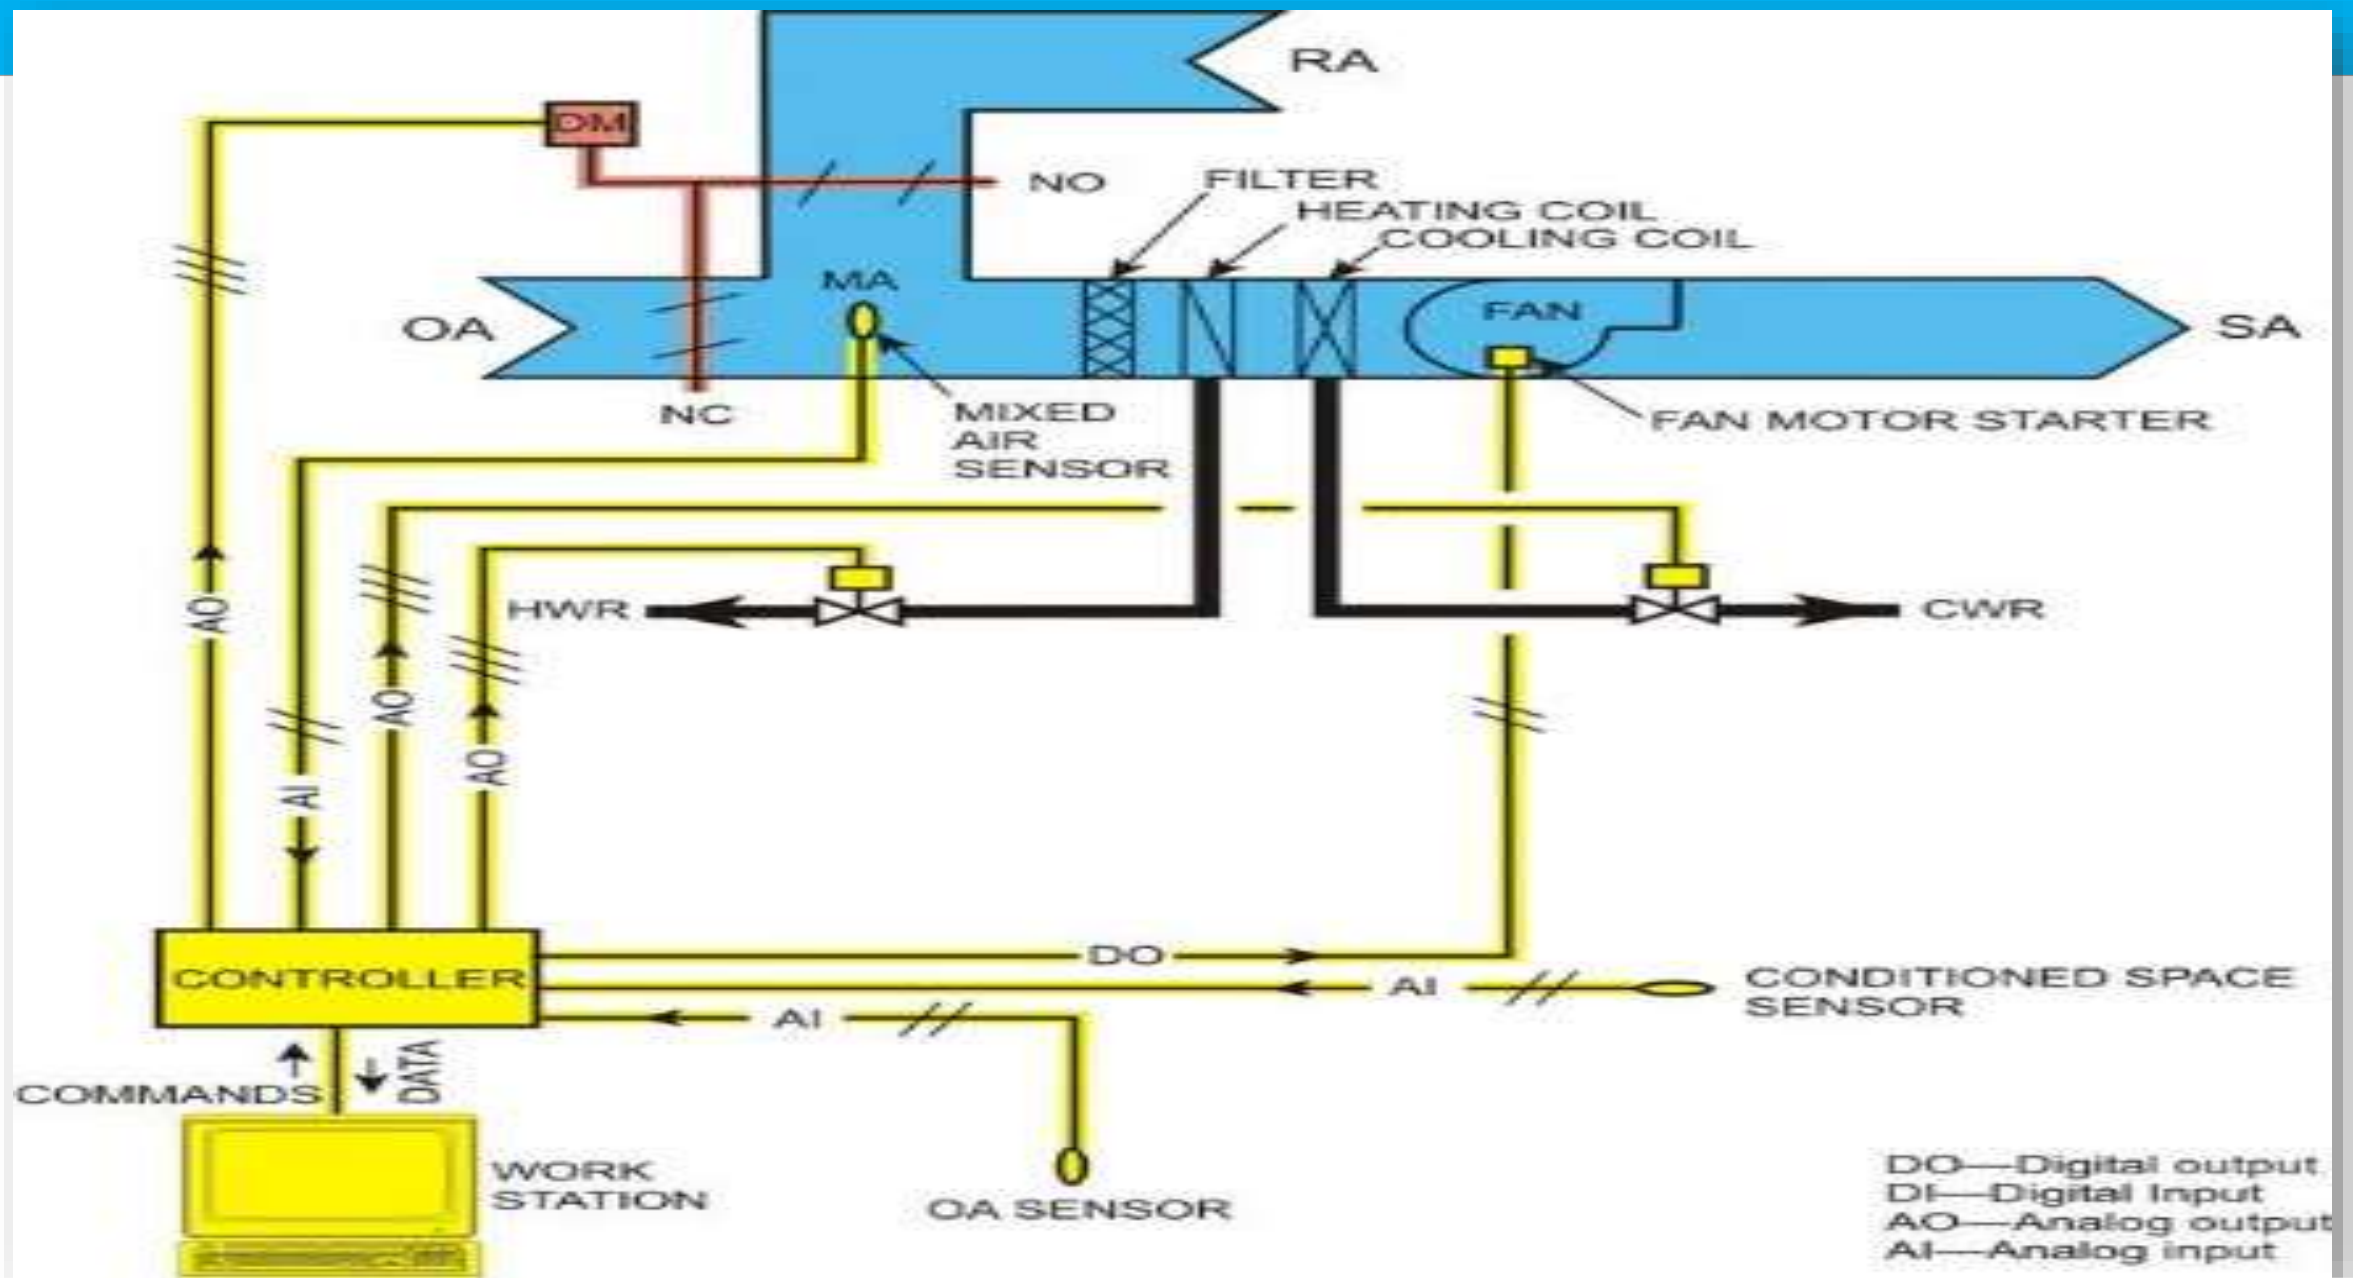 RA
DM
NO
FILTER
HEATING COIL
COOLING COIL
MA
FAN
OA
SA
NC
MIXED
AIR
SENSOR
FAN MOTOR STARTER
AO
HWR
CWR
AO
AO
AI
CONTROLLER
DO
AI
CONDITIONED SPACE
SENSOR
AI
COMMANDS
DATA
WORK
STATION
OA SENSOR
DO—Digital output
DI—Digital Input
AO—Analog output
AI—Analog input